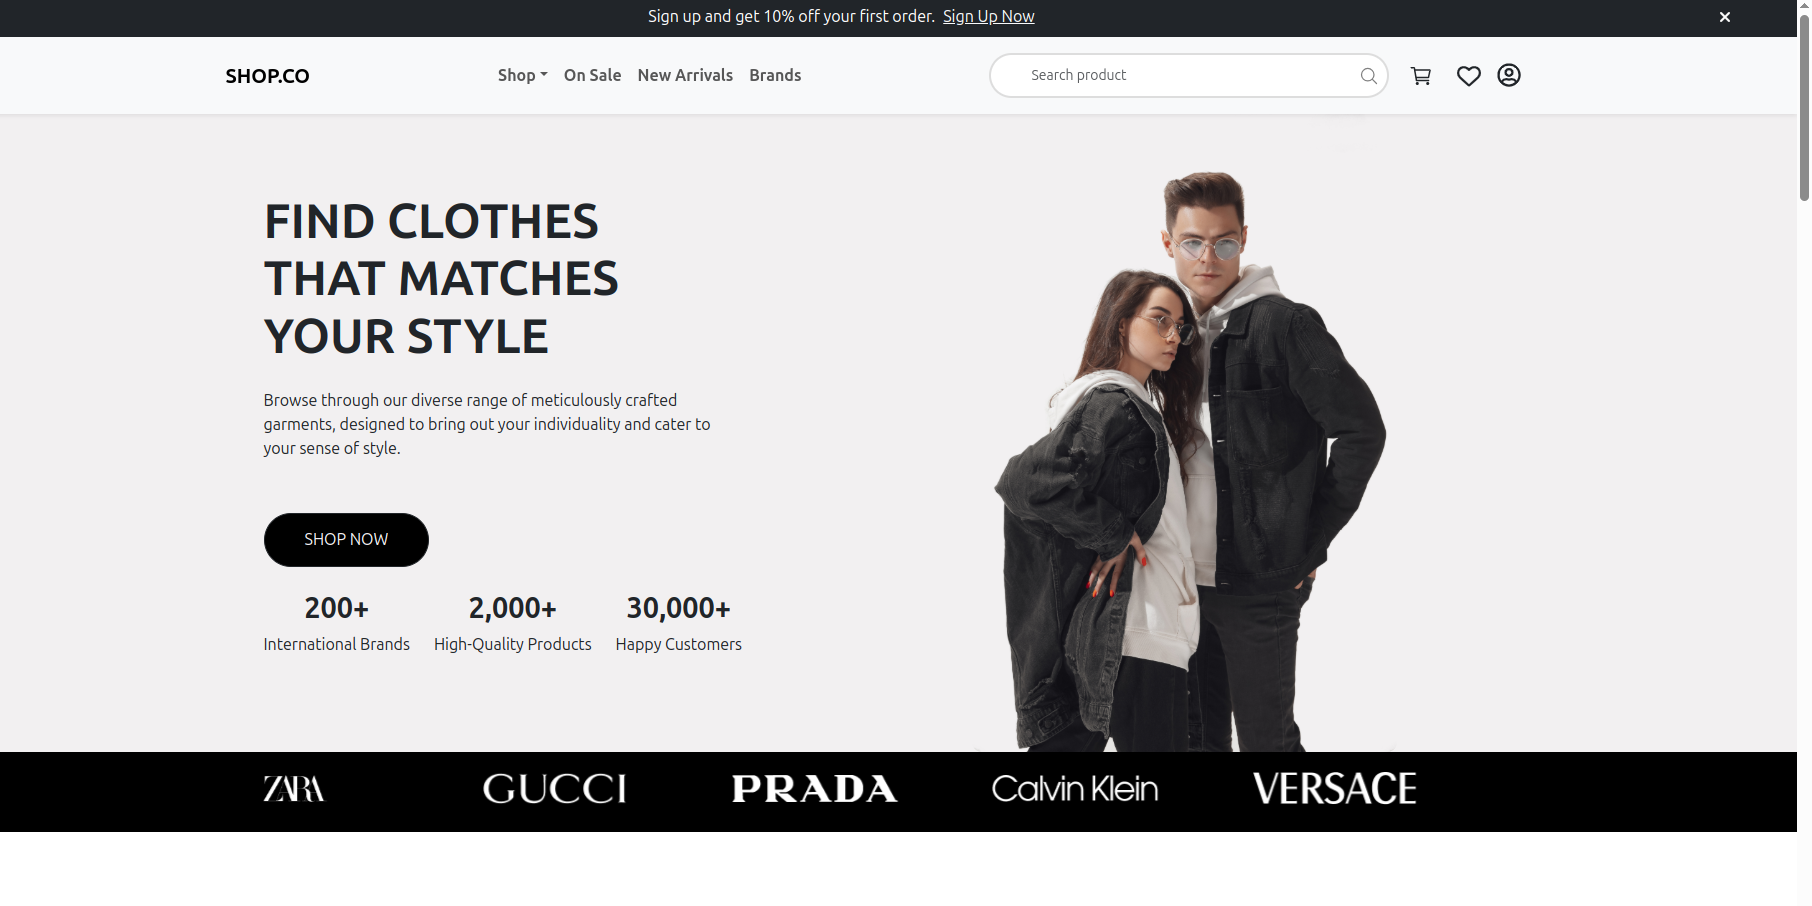 Sign up and get 10% off your first order. Sign Up Now
SHOP.CO
Shop
On Sale
New Arrivals
Brands
Search product
FIND CLOTHES
THAT MATCHES
YOUR STYLE
Browse through our diverse range of meticulously crafted
garments, designed to bring out your individuality and cater to
your sense of style.
SHOP NOW
200+
International Brands
2,000+
High-Quality Products
30,000+
Happy Customers
ZARA
GUCCI
PRADA
Calvin Klein
VERSACE